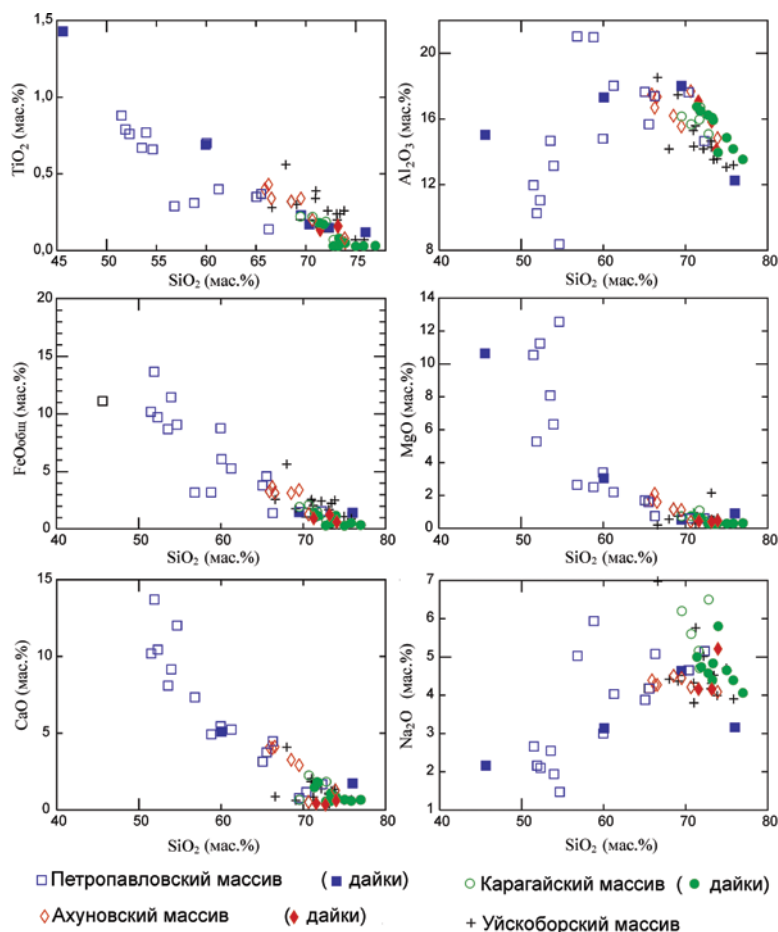 1,5
1,0
0,5
0,0
TiO2 (мас.%)
45 50 55 60 65 70 75
SiO2 (мас.%)
20
16
12
8
Al2O3 (мас.%)
40 50 60 70 80
SiO2 (мас.%)
20
15
10
5
0
FeOобщ (мас.%)
40 50 60 70 80
SiO2 (мас.%)
14
12
10
8
6
4
2
0
MgO (мас.%)
40 50 60 70 80
SiO2 (мас.%)
15
10
5
0
CaO (мас.%)
40 50 60 70 80
SiO2 (мас.%)
7
6
5
4
3
2
1
Na2O (мас.%)
40 50 60 70 80
SiO2 (мас.%)
Петропавловский массив ( дайки)
Карагайский массив ( дайки)
Ахуновский массив ( дайки)
Уйскоборский массив